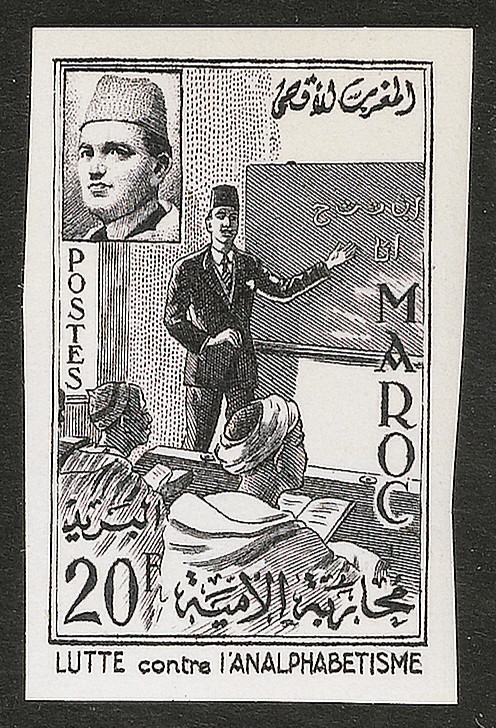 المغرب الأقصى
ا ب ت ث ج
POSTES
MAROC
البريد
20F
محاربة الأمية
LUTTE contre l'ANALPHABETISME